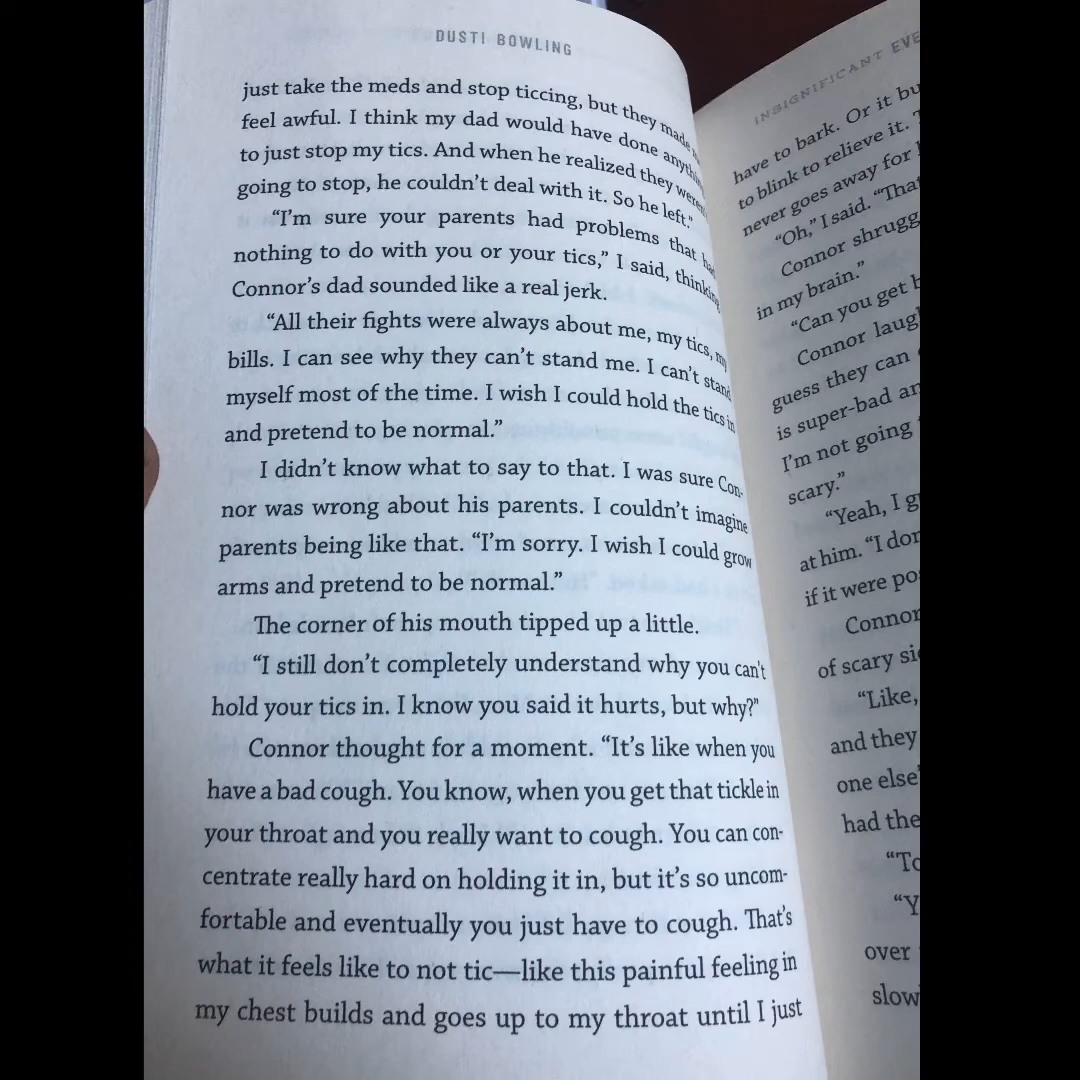 DUSTI BOWLING
just take the meds and stop ticcing, but they made
feel awful. I think my dad would have done
to just stop my tics. And when he realized they
going to stop, he couldn’t deal with it. So he left.”
“I’m sure your parents had problems that
nothing to do with you or your tics,” I said, thinking
Connor’s dad sounded like a real jerk.
“All their fights were always about me, my tics,
bills. I can see why they can’t stand me. I can’t stand
myself most of the time. I wish I could hold the tics in
and pretend to be normal.”
I didn’t know what to say to that. I was sure Con-
nor was wrong about his parents. I couldn’t imagine
parents being like that. “I’m sorry. I wish I could grow
arms and pretend to be normal.”
The corner of his mouth tipped up a little.
“I still don’t completely understand why you can’t
hold your tics in. I know you said it hurts, but why?”
Connor thought for a moment. “It’s like when you
have a bad cough. You know, when you get that tickle in
your throat and you really want to cough. You can con-
centrate really hard on holding it in, but it’s so uncom-
fortable and eventually you just have to cough. That’s
what it feels like to not tic—like this painful feeling in
my chest builds and goes up to my throat until I just
INSIGNIFICANT
have to bark. Or it
to blink to relieve it.
never goes away for
“Oh,” I said.
Connor
in my brain.”
“Can you get
Connor
guess they can
is super-bad
I’m not going
scary.”
“Yeah, I
at him. “I
if it were
Connor
of scary
“Like,
and they
one
had
over